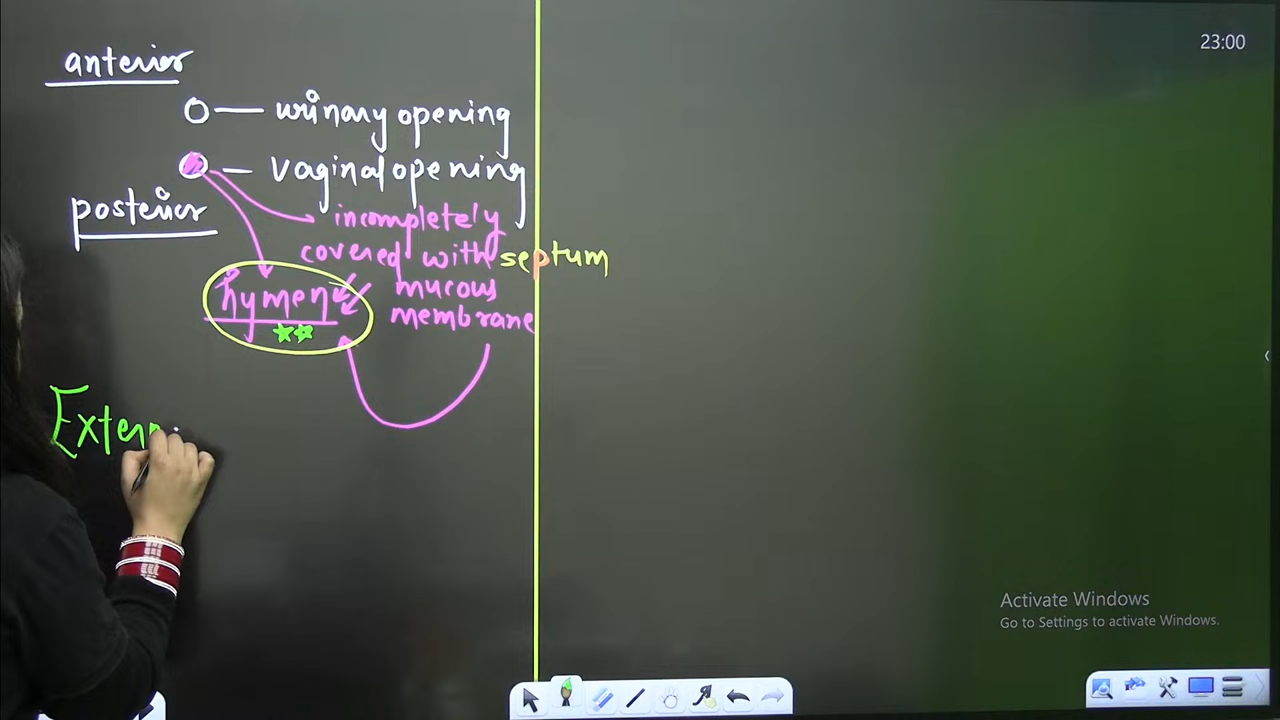 23:00
anterior
urinary opening
vaginal opening
posterior
incompletely
covered with septum
hymen
mucous
membrane
Extern
Activate Windows
Go to Settings to activate Windows.